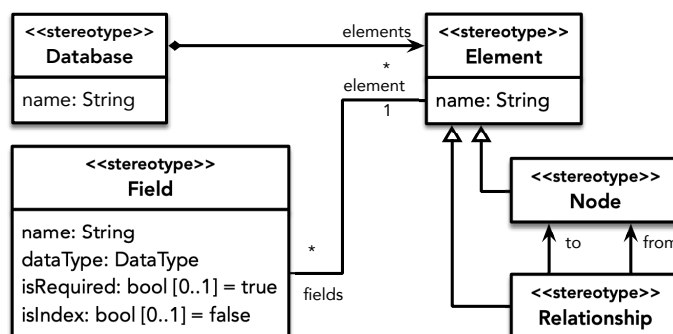 <<stereotype>>
Database
name: String
elements
*
<<stereotype>>
Element
name: String
element
1
<<stereotype>>
Field
name: String
dataType: DataType
isRequired: bool [0..1] = true
isIndex: bool [0..1] = false
*
fields
<<stereotype>>
Node
to
from
<<stereotype>>
Relationship